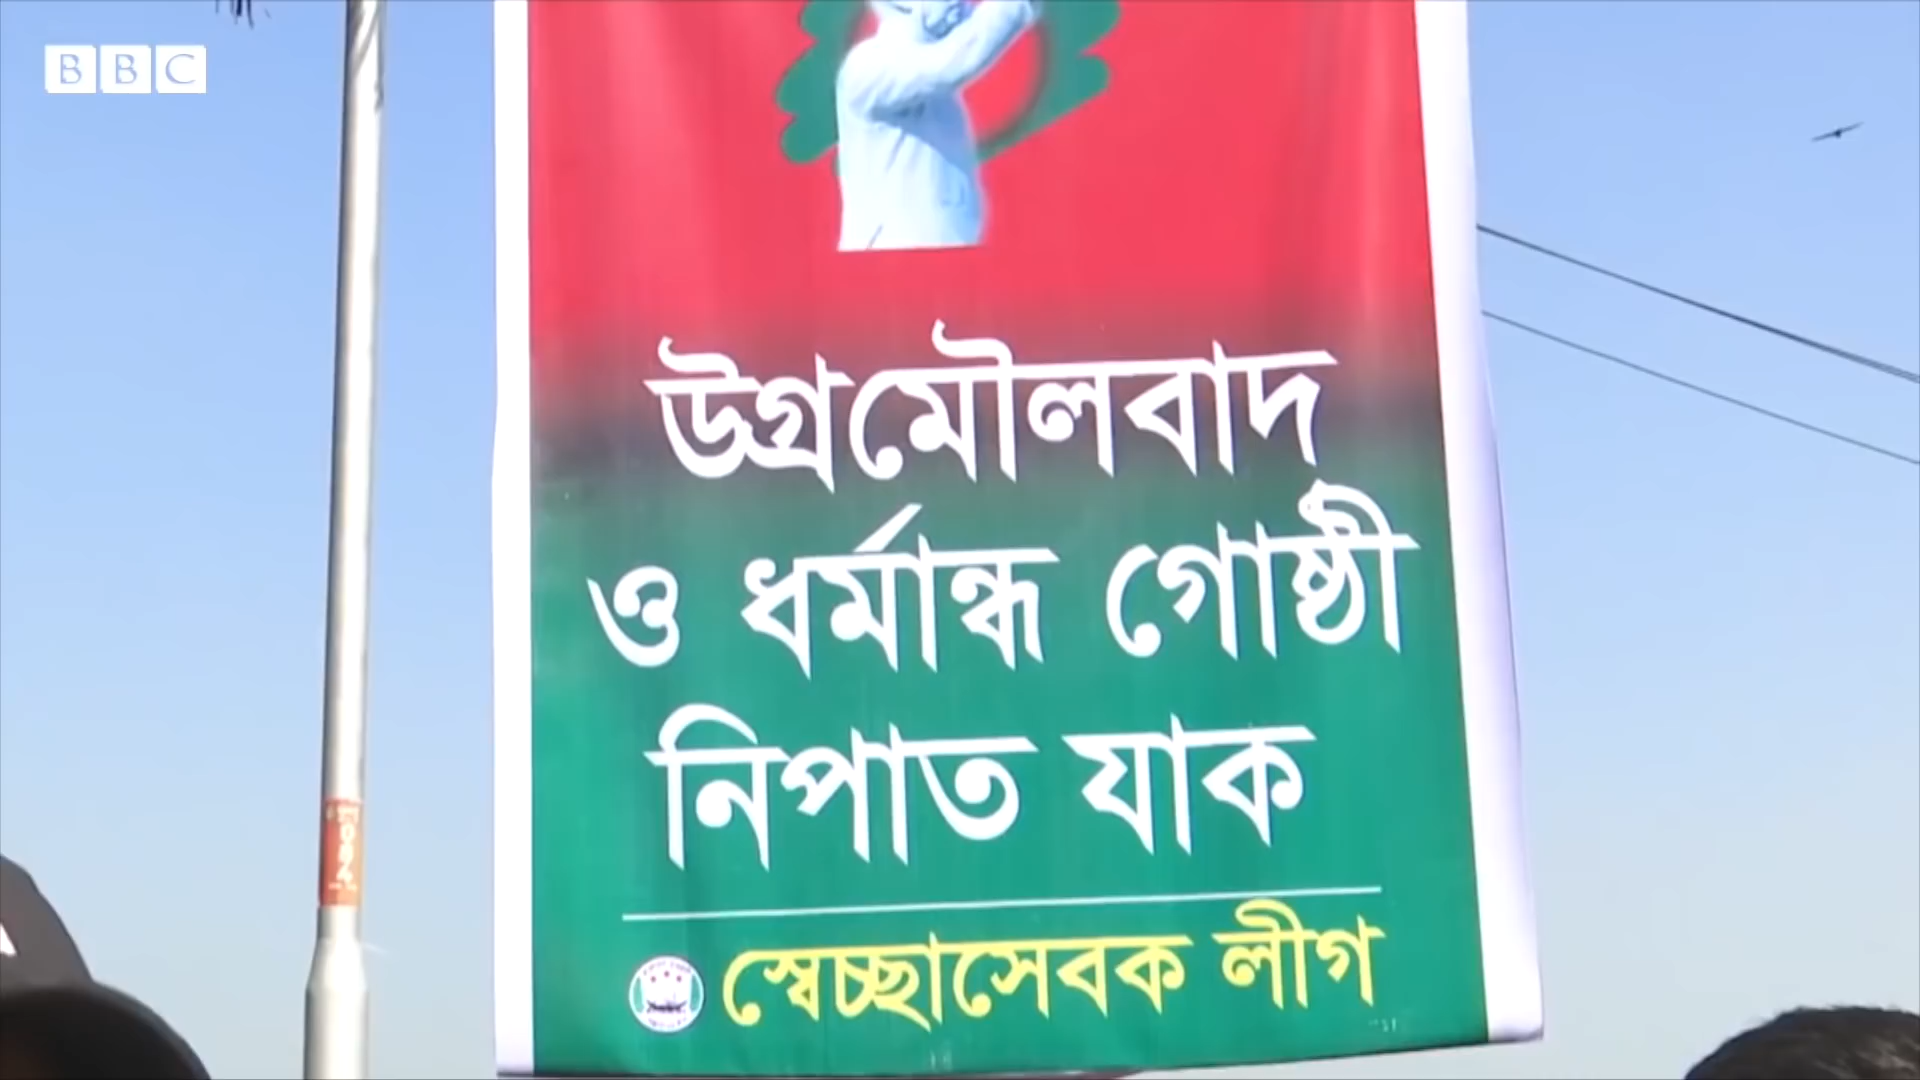 BBC
উগ্রমৌলবাদ
ও ধর্মান্ধ গোষ্ঠী
নিপাত যাক
স্বেচ্ছাসেবক লীগ